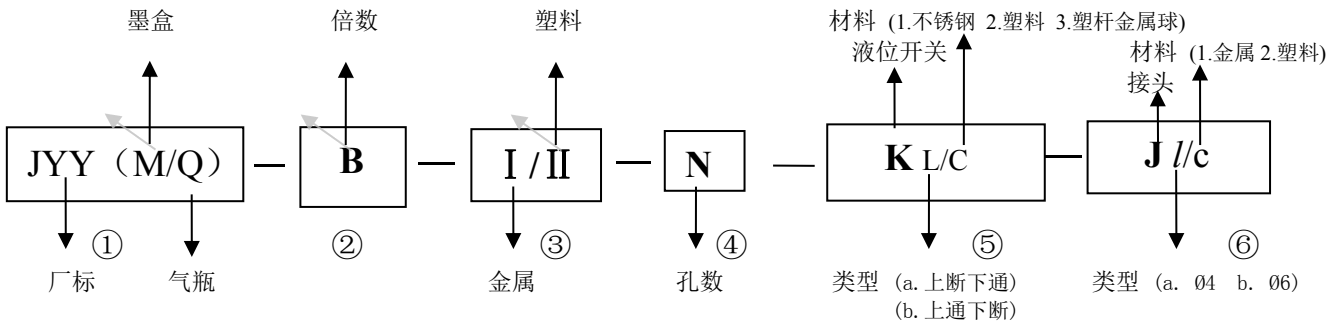 墨盒 倍数 塑料 材料 (1.不锈钢 2.塑料 3.塑杆金属球)
液位开关 材料 (1.金属2.塑料)
接头
JYY（M/Q） — B — Ⅰ/Ⅱ — N — K L/C — J l/c
① ② ③ ④ ⑤ ⑥
厂标 气瓶 金属 孔数 类型 (a.上断下通) 类型 (a. Ø4 b. Ø6)
(b.上通下断)